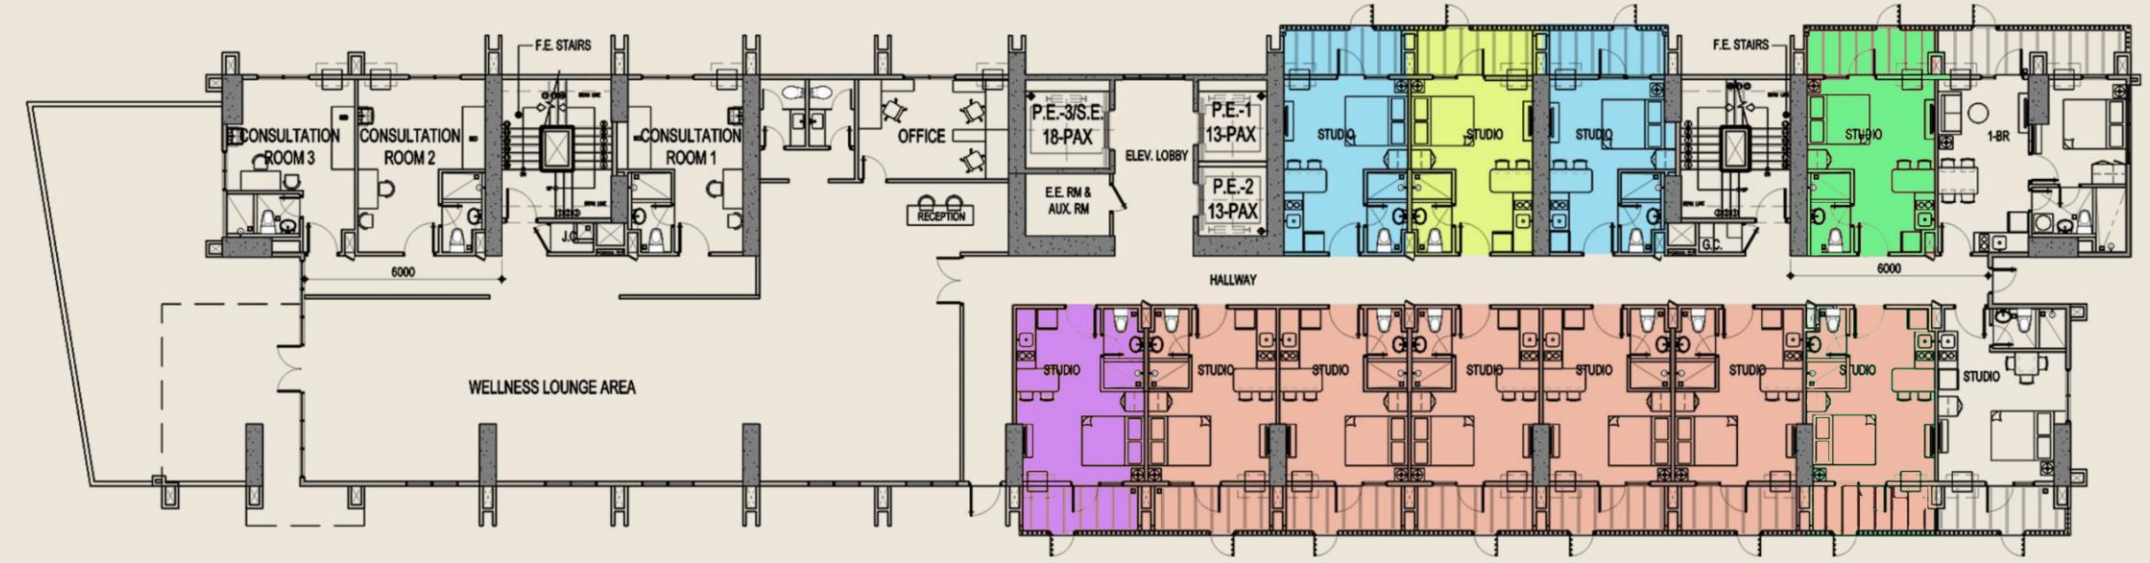 F.E. STAIRS
F.E. STAIRS
CONSULTATION
ROOM 3
CONSULTATION
ROOM 2
CONSULTATION
ROOM 1
OFFICE
P.E.-3/S.E.
18-PAX
ELEV. LOBBY
P.E.-1
13-PAX
STUDIO
STUDIO
STUDIO
STUDIO
1-BR
E.E. RM &
AUX. RM
P.E.-2
13-PAX
RECEPTION
J.C.
G.C.
6000
HALLWAY
6000
WELLNESS LOUNGE AREA
STUDIO
STUDIO
STUDIO
STUDIO
STUDIO
STUDIO
STUDIO
STUDIO